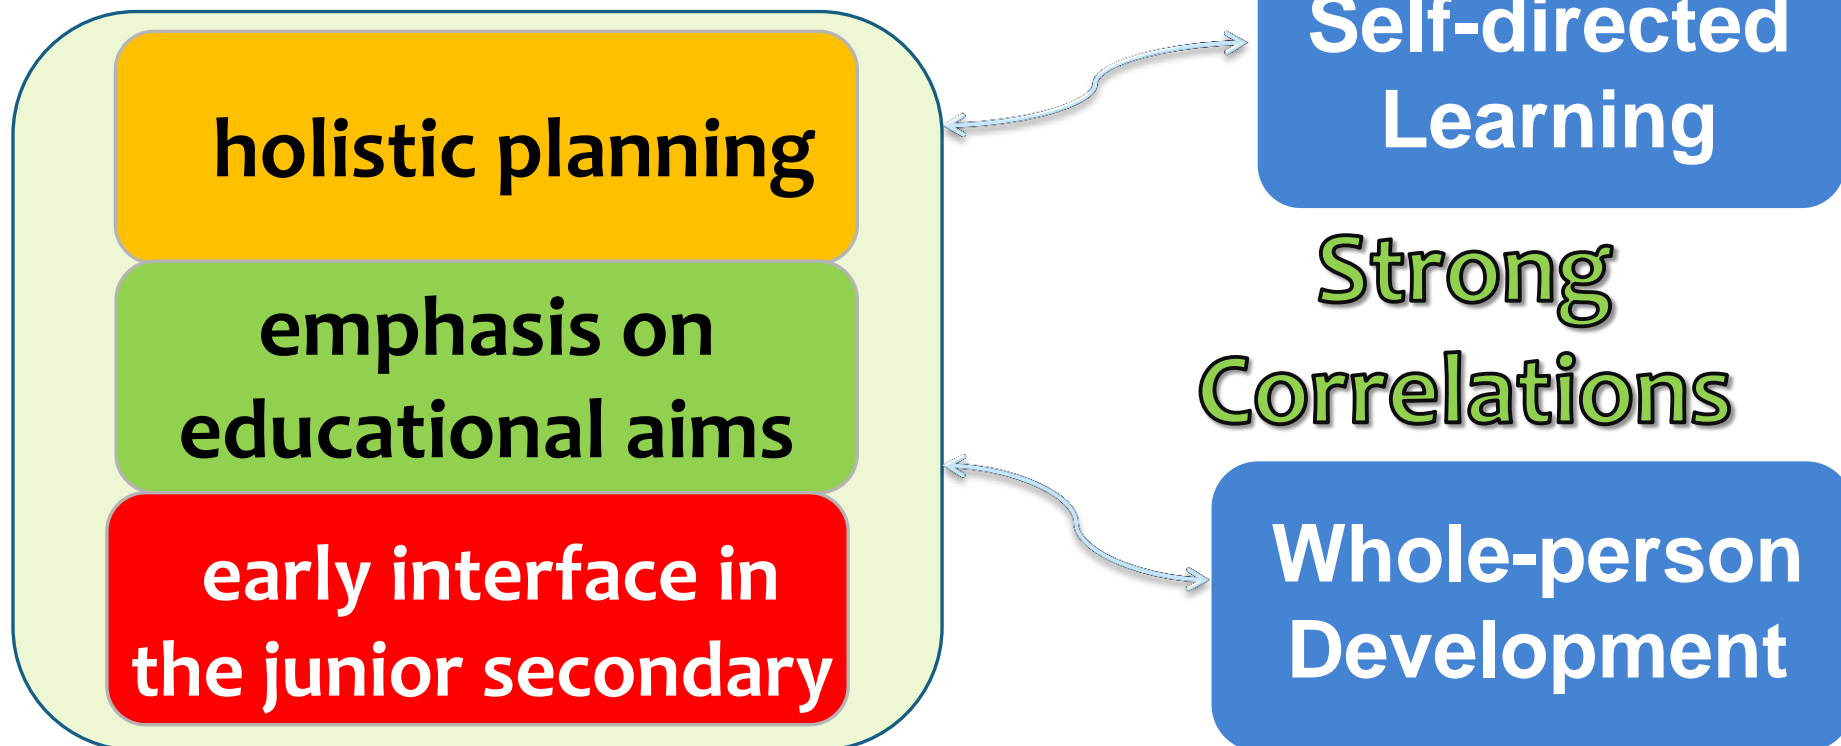 holistic planning
emphasis on
educational aims
early interface in
the junior secondary
Self-directed
Learning
Strong
Correlations
Whole-person
Development